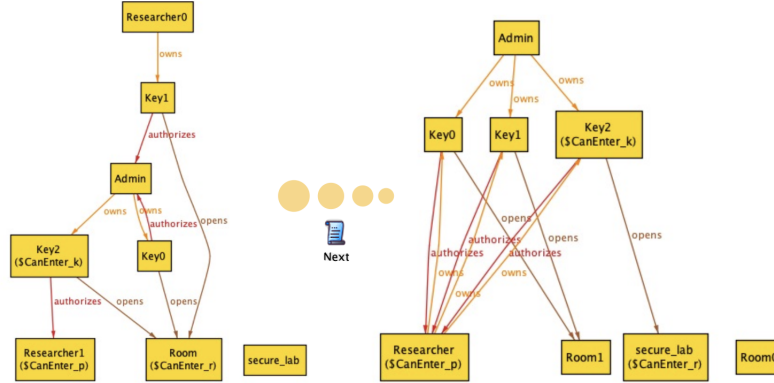 Researcher0
owns
Key1
authorizes
Admin
owns
owns
authorizes
opens
Key2
($CanEnter_k)
Key0
authorizes
opens
opens
Researcher1
($CanEnter_p)
Room
($CanEnter_r)
secure_lab
Next
Admin
owns
owns
owns
Key0
Key1
Key2
($CanEnter_k)
opens
opens
opens
authorizes
authorizes
authorizes
owns
owns
owns
Researcher
($CanEnter_p)
Room1
secure_lab
($CanEnter_r)
Room0